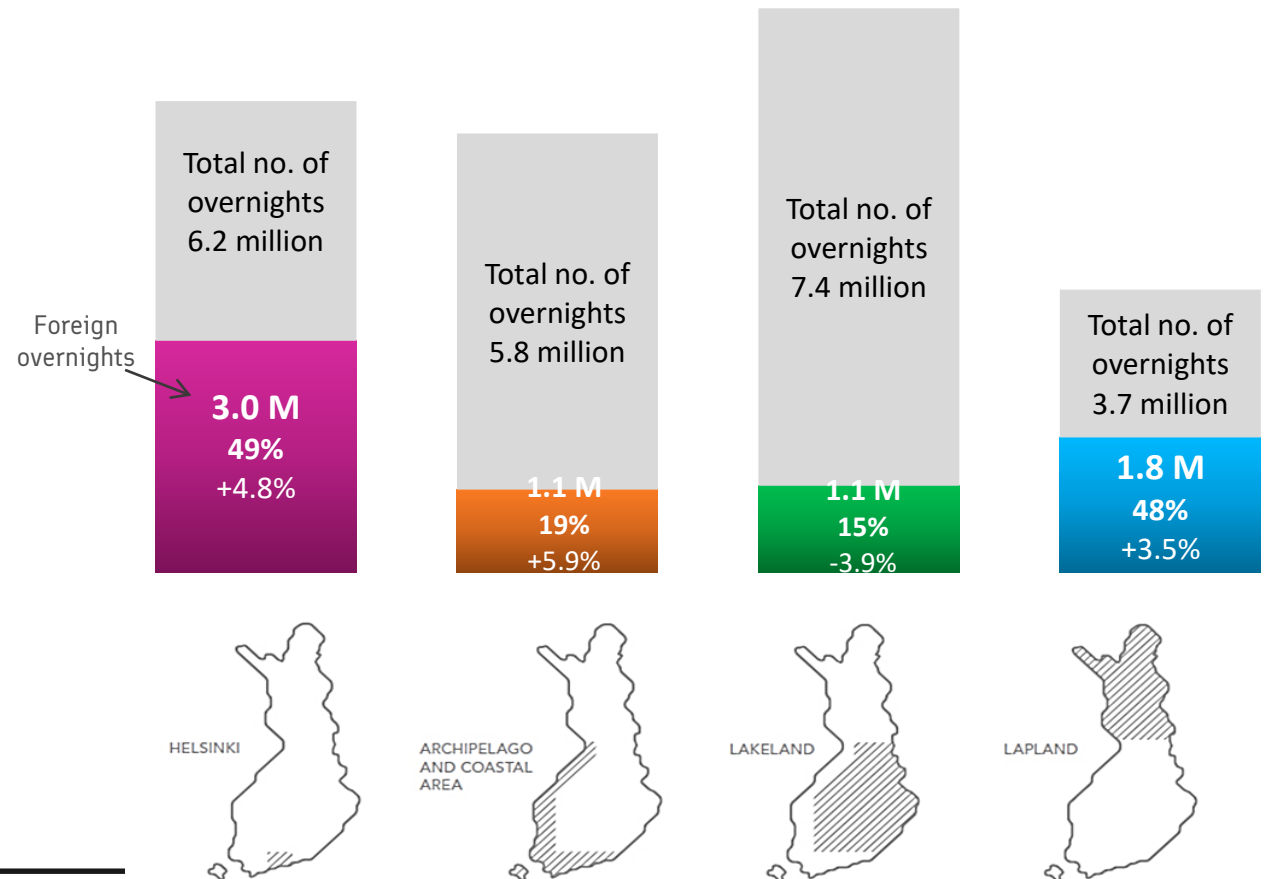 Total no. of
overnights
6.2 million
Foreign
overnights
3.0 M
49%
+4.8%
Total no. of
overnights
5.8 million
1.1 M
19%
+5.9%
Total no. of
overnights
7.4 million
1.1 M
15%
-3.9%
Total no. of
overnights
3.7 million
1.8 M
48%
+3.5%
HELSINKI
ARCHIPELAGO
AND COASTAL
AREA
LAKELAND
LAPLAND